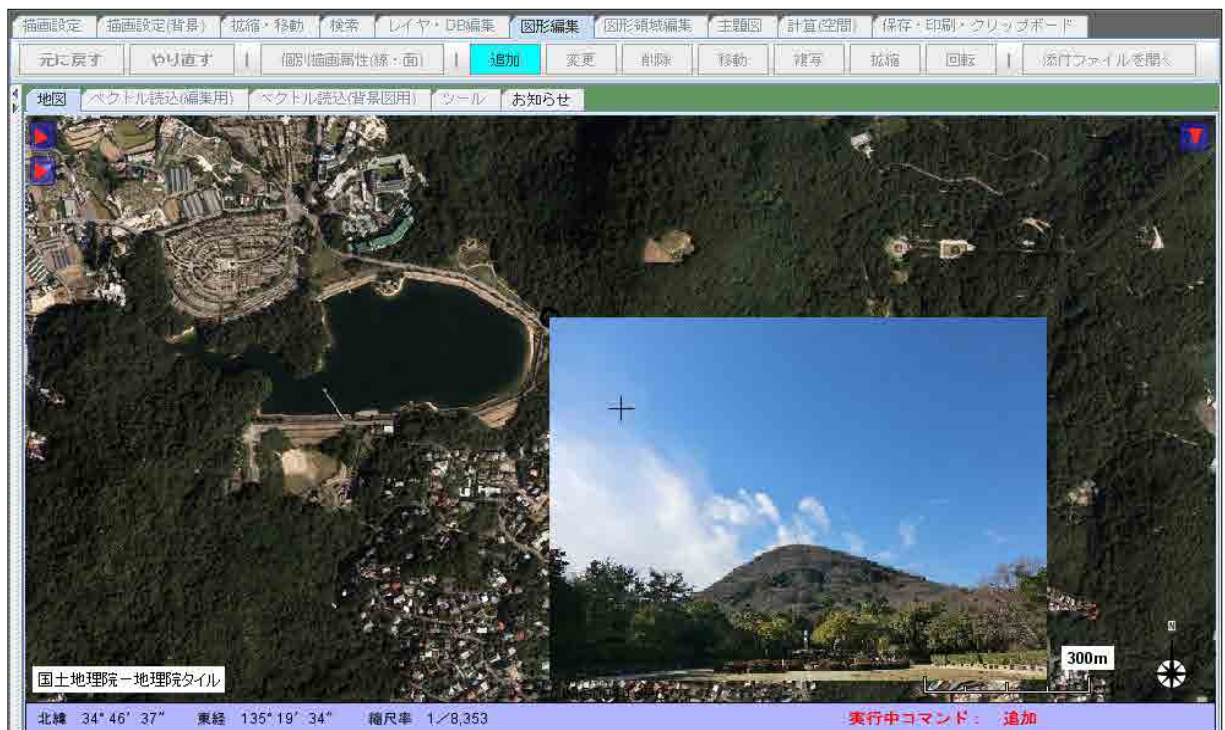 描画設定 描画設定(背景) 拡縮・移動 検索 レイヤ・DB編集 図形編集 図形領域編集 主題図 計算(空間) 保存・印刷・クリップボード
元に戻す やり直す | 個別描画属性(線・面) | 追加 変更 削除 移動 複写 拡縮 回転 | 添付ファイルを開く
地図 ベクトル読込(編集用) ベクトル読込(背景図用) ツール お知らせ
N
300m
国土地理院－地理院タイル
北緯 34°46′37″ 東経 135°19′34″ 縮尺率 1／8,353 実行中コマンド： 追加